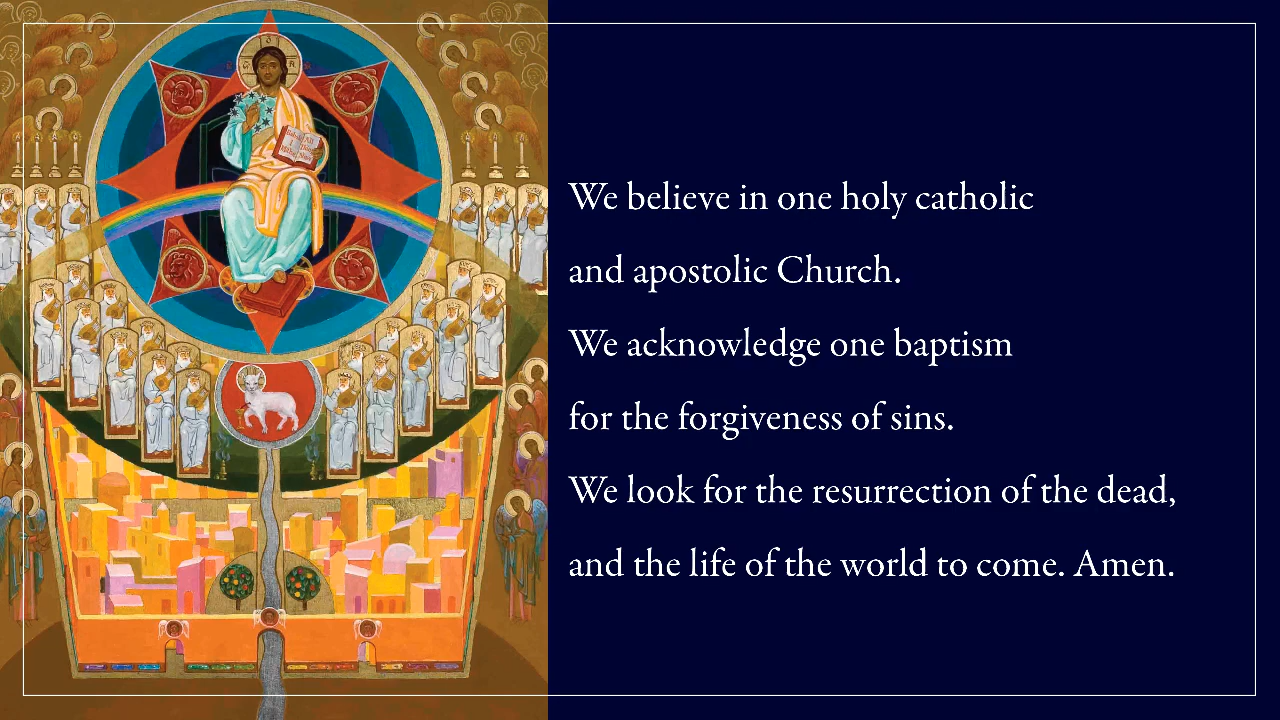 We believe in one holy catholic
and apostolic Church.
We acknowledge one baptism
for the forgiveness of sins.
We look for the resurrection of the dead,
and the life of the world to come. Amen.